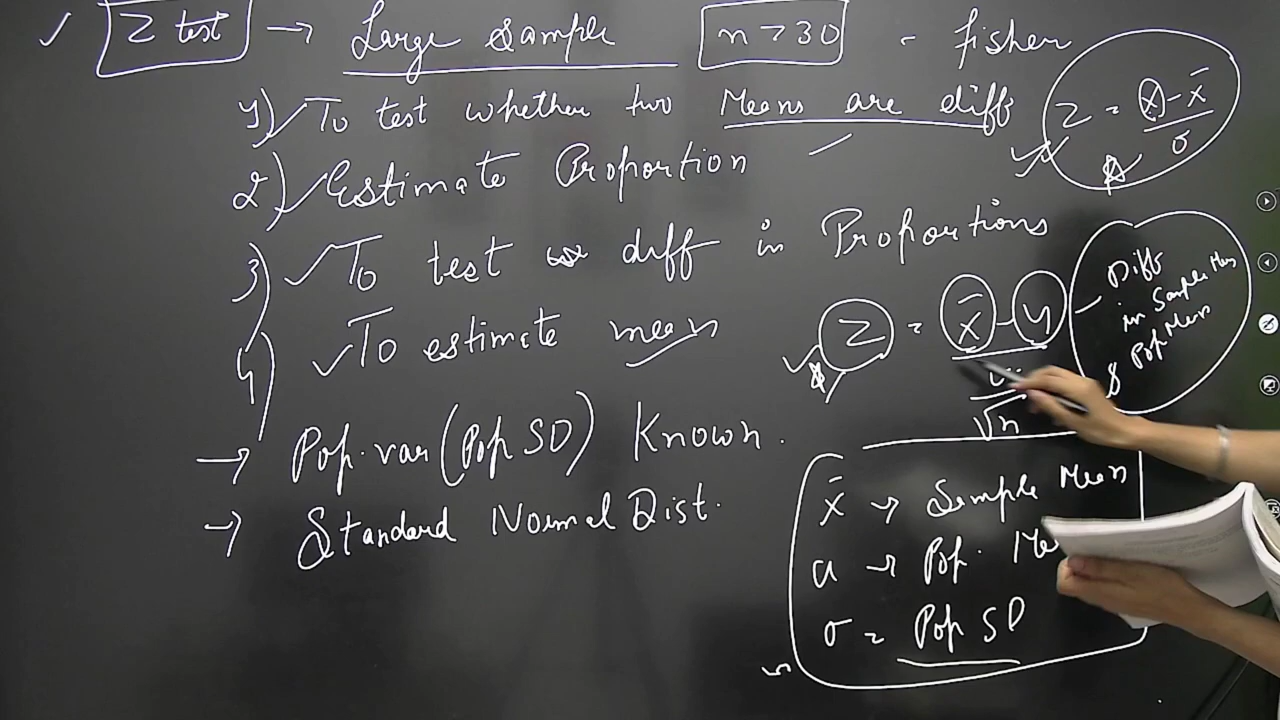 ✓ Z test → Large Sample n > 30 - fisher
1) ✓ To test whether two Means are diff
Z = x - x̄ / σ
2) ✓ Estimate Proportion
3) ✓ To test diff in Proportions
Diff
in Sample Mean
& Pop Mean
4) ✓ To estimate mean
Z = x̄ - μ / σ / √n
→ Pop. var (Pop SD) Known.
→ Standard Normal Dist.
x̄ → Sample Mean
μ → Pop. Me
σ = Pop SD